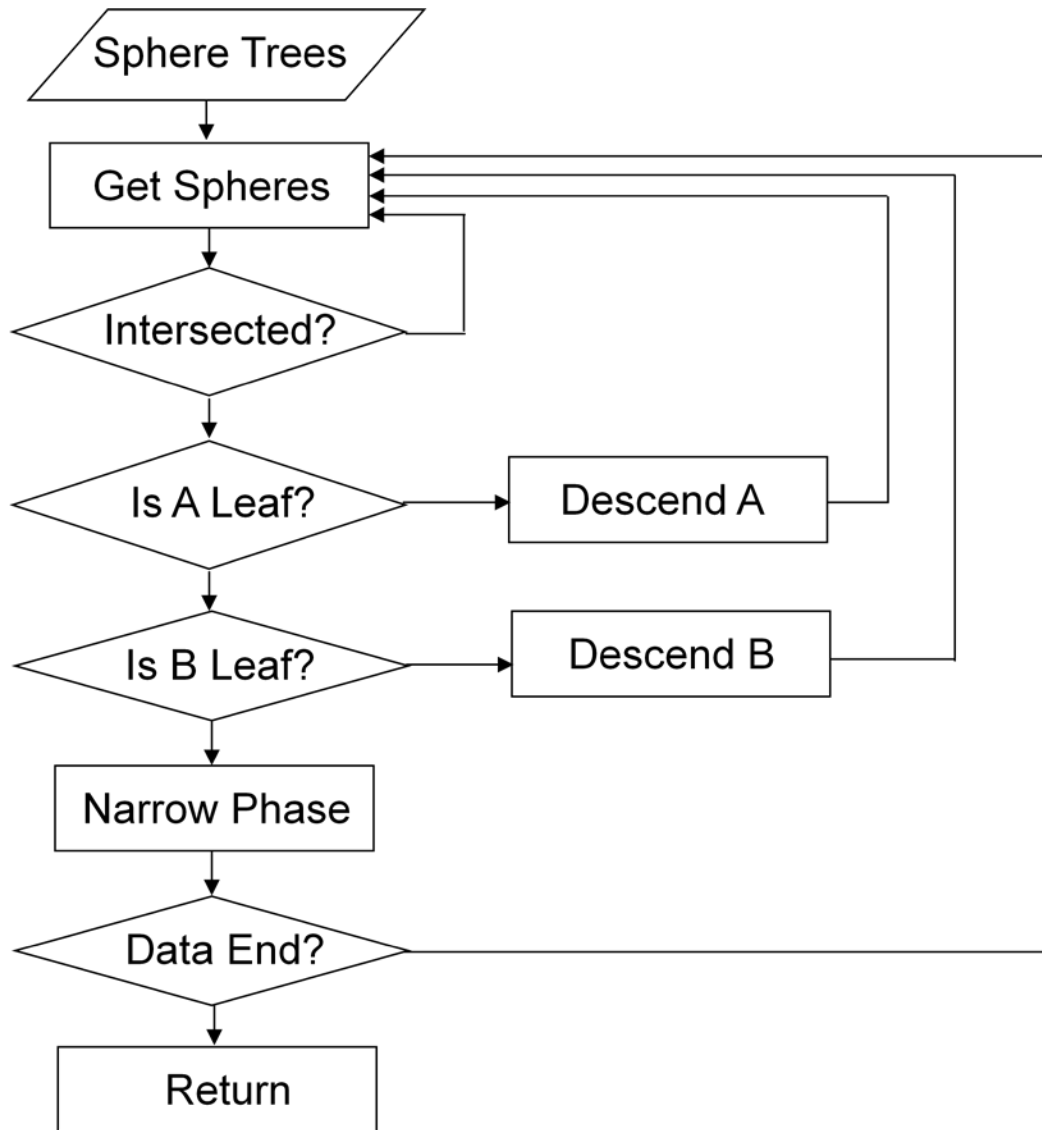 Sphere Trees
Get Spheres
Intersected?
Is A Leaf?
Descend A
Is B Leaf?
Descend B
Narrow Phase
Data End?
Return